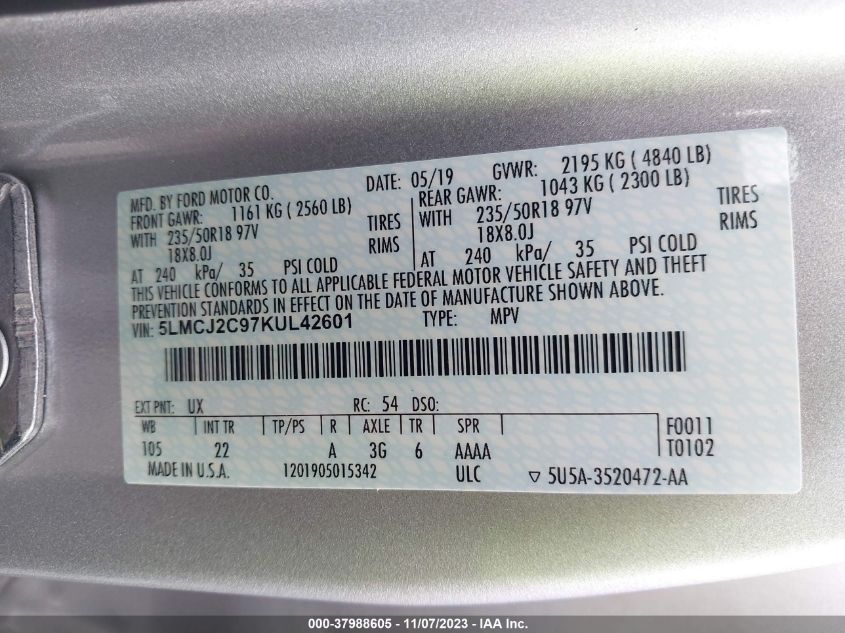 MFD. BY FORD MOTOR CO. DATE: 05/19 GVWR: 2195 KG ( 4840 LB)
FRONT GAWR: 1161 KG ( 2560 LB) REAR GAWR: 1043 KG ( 2300 LB)
WITH 235/50R18 97V TIRES WITH 235/50R18 97V TIRES
18X8.0J RIMS 18X8.0J RIMS
AT 240 kPa/ 35 PSI COLD AT 240 kPa/ 35 PSI COLD
THIS VEHICLE CONFORMS TO ALL APPLICABLE FEDERAL MOTOR VEHICLE SAFETY AND THEFT
PREVENTION STANDARDS IN EFFECT ON THE DATE OF MANUFACTURE SHOWN ABOVE.
VIN: 5LMCJ2C97KUL42601 TYPE: MPV
EXT PNT: UX RC: 54 DSO:
WB INT TR TP/PS R AXLE TR SPR F0011
105 22 A 3G 6 AAAA T0102
MADE IN U.S.A. 1201905015342 ULC ▽ 5U5A-3520472-AA
000-37988605 - 11/07/2023 - IAA Inc.